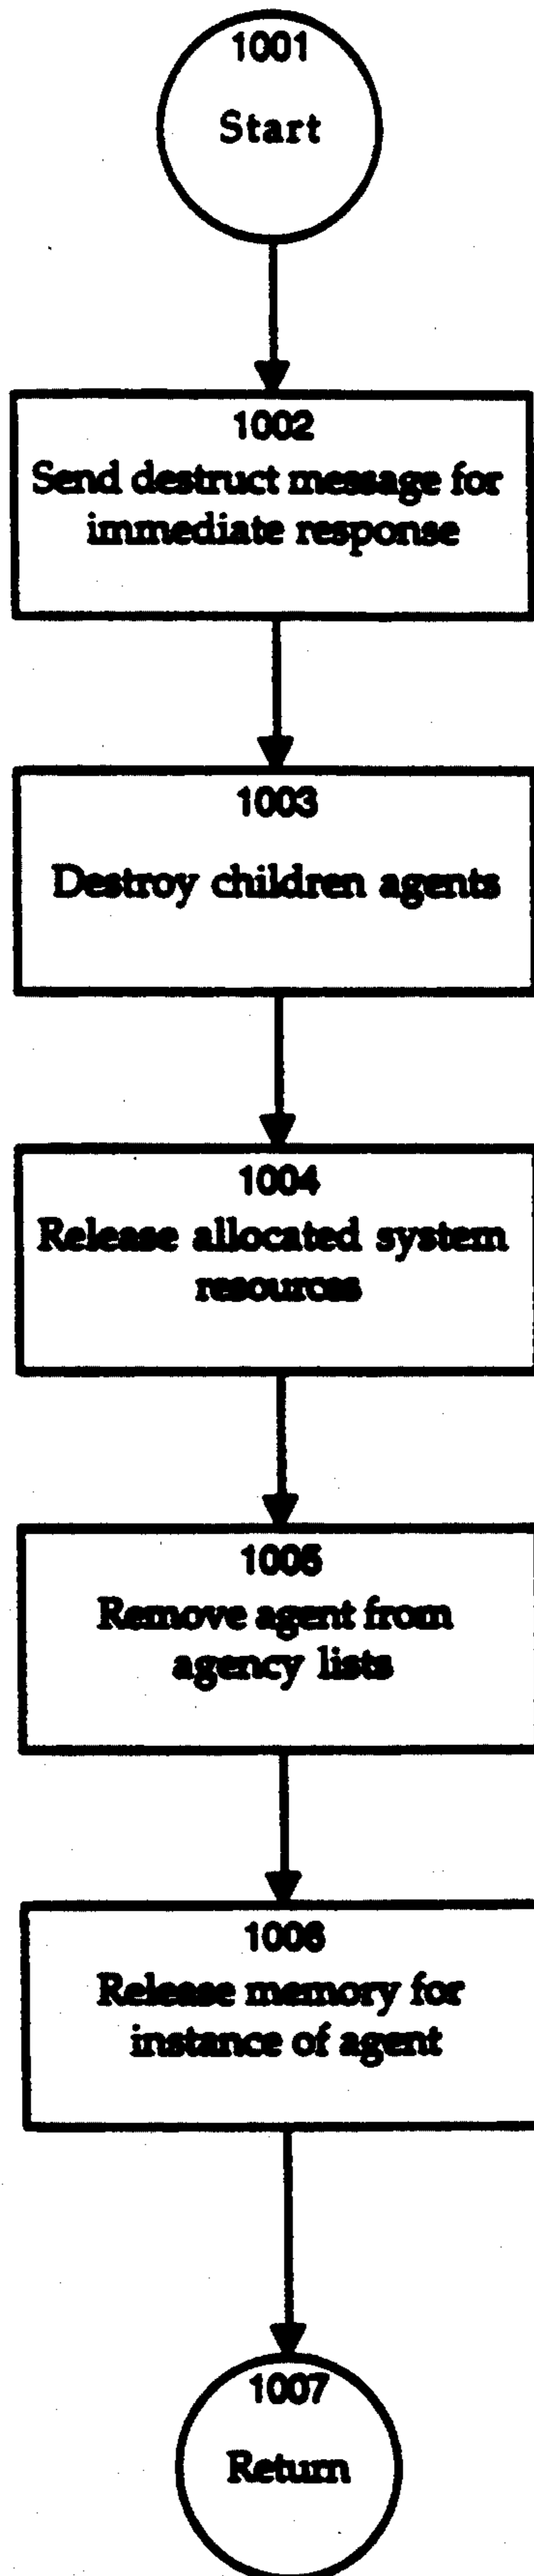 1001
Start
1002
Send destruct message for
immediate response
1003
Destroy children agents
1004
Release allocated system
resources
1005
Remove agent from
agency lists
1006
Release memory for
instance of agent
1007
Return